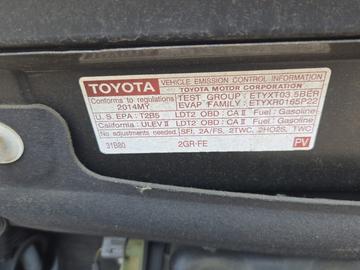 TOYOTA VEHICLE EMISSION CONTROL INFORMATION
TOYOTA MOTOR CORPORATION
Conforms to regulations 2014MY
TEST GROUP : ETYXT03.5BER
EVAP FAMILY : ETYXR0165P22
U.S. EPA : T2B5 LDT2 OBD : CA II Fuel : Gasoline
California : ULEV II LDT2 OBD : CA II Fuel : Gasoline
No adjustments needed. SFI, 2A/FS, 2TWC, 2HO2S, TWC
31B80 2GR-FE PV